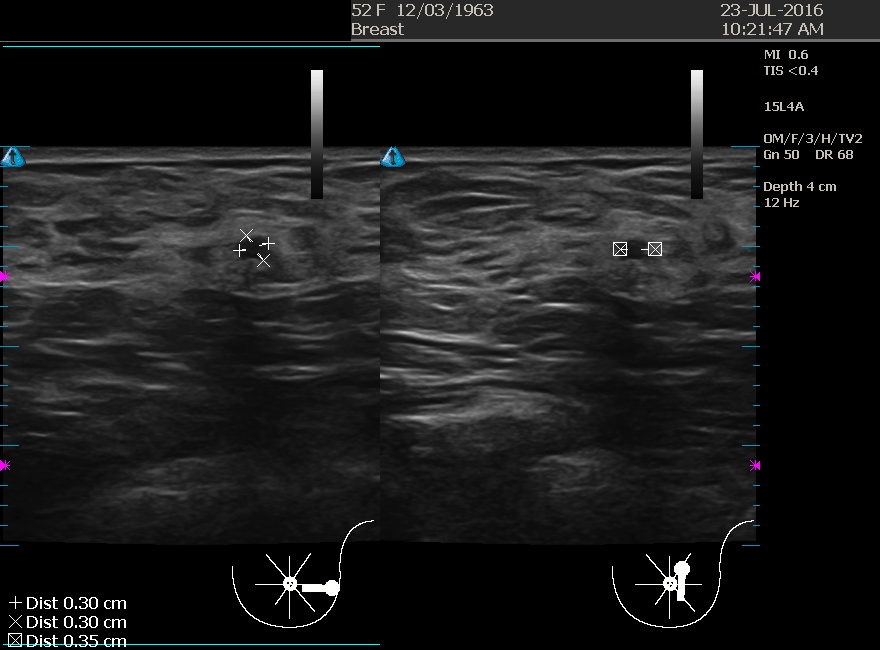 52 F 12/03/1963 23-JUL-2016
Breast 10:21:47 AM
MI 0.6
TIS <0.4
15L4A
OM/F/3/H/TV2
Gn 50 DR 68
Depth 4 cm
12 Hz
Dist 0.30 cm
Dist 0.30 cm
Dist 0.35 cm